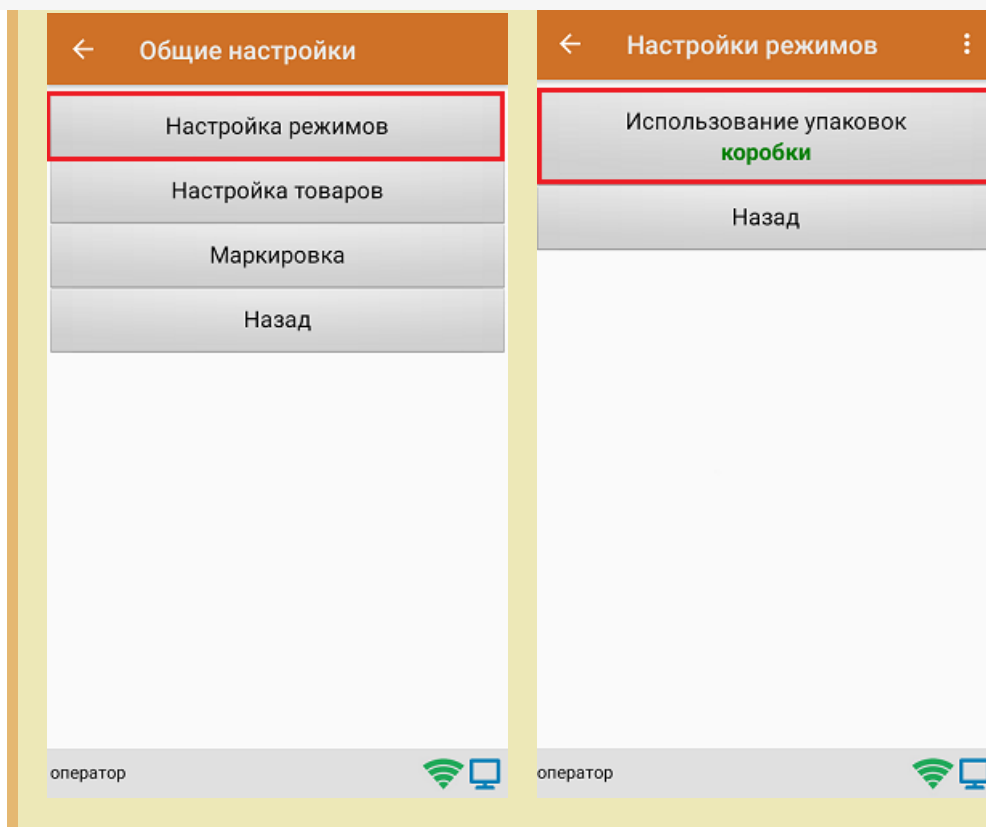 Общие настройки
Настройка режимов
Настройка товаров
Маркировка
Назад
оператор
Настройки режимов
Использование упаковок
коробки
Назад
оператор